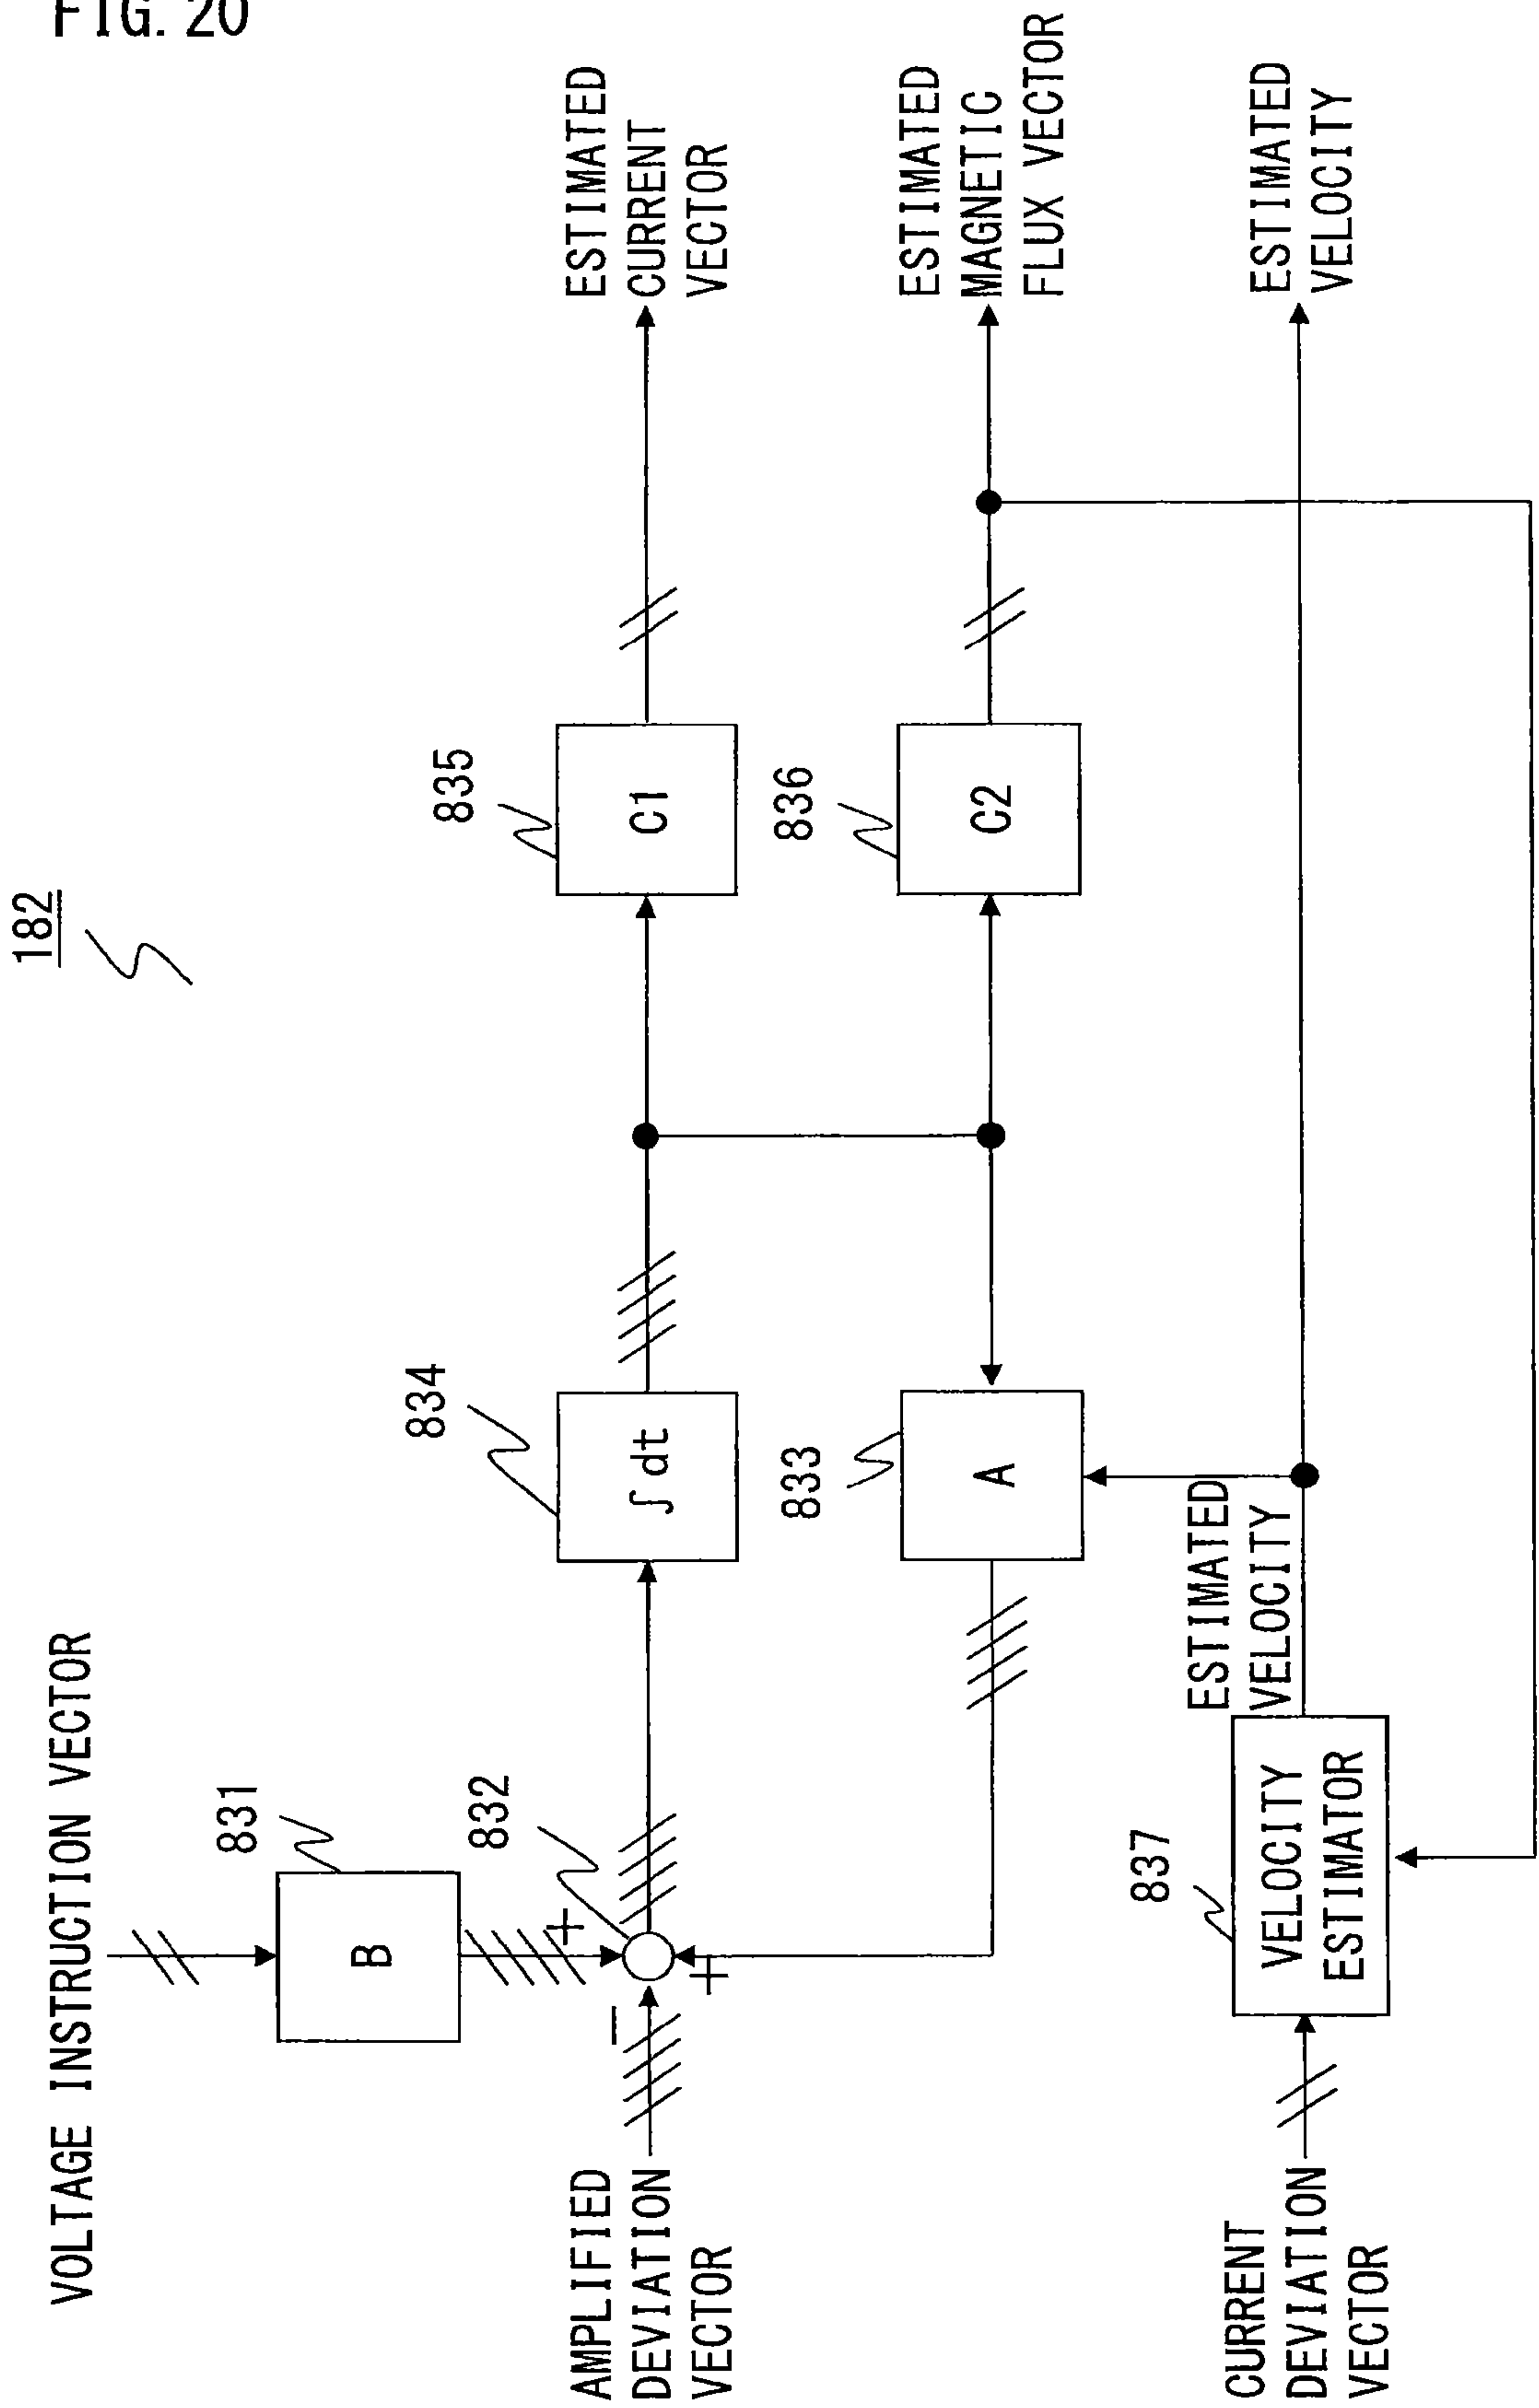 FIG. 20
182
VOLTAGE INSTRUCTION VECTOR
831
B
832
+
−
+
AMPLIFIED
DEVIATION
VECTOR
834
∫dt
835
C1
ESTIMATED
CURRENT
VECTOR
833
A
836
C2
ESTIMATED
MAGNETIC
FLUX VECTOR
ESTIMATED
VELOCITY
837
VELOCITY
ESTIMATOR
CURRENT
DEVIATION
VECTOR
ESTIMATED
VELOCITY